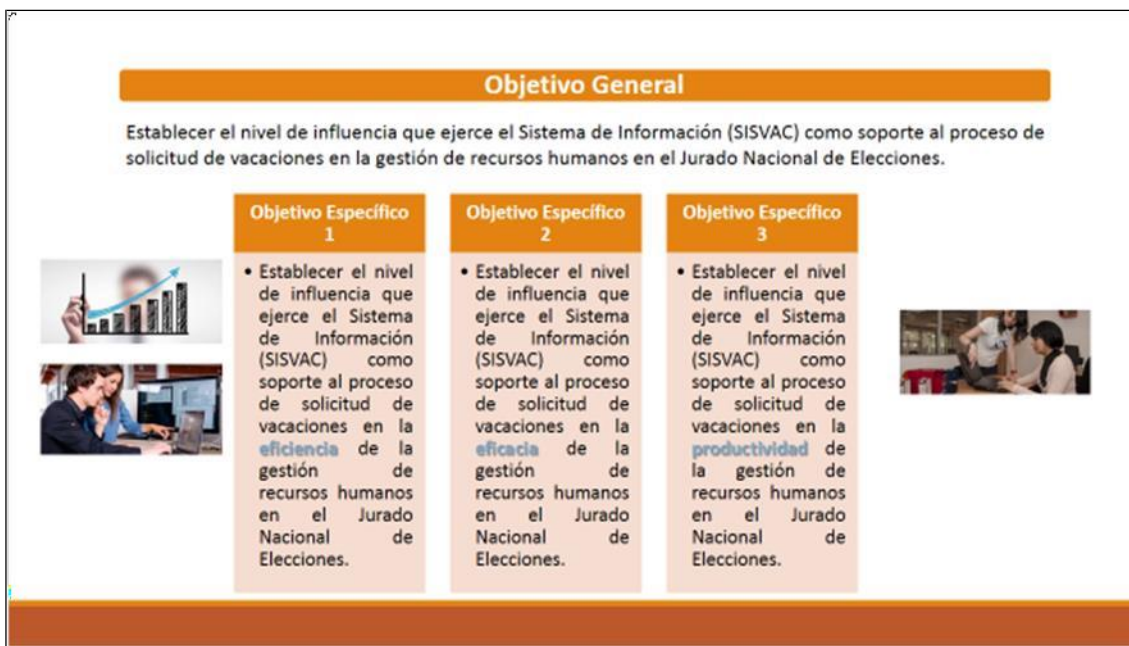 Objetivo General
Establecer el nivel de influencia que ejerce el Sistema de Información (SISVAC) como soporte al proceso de
solicitud de vacaciones en la gestión de recursos humanos en el Jurado Nacional de Elecciones.
Objetivo Específico
1
• Establecer el nivel
de influencia que
ejerce el Sistema
de Información
(SISVAC) como
soporte al proceso
de solicitud de
vacaciones en la
eficiencia de la
gestión de
recursos humanos
en el Jurado
Nacional de
Elecciones.
Objetivo Específico
2
• Establecer el nivel
de influencia que
ejerce el Sistema
de Información
(SISVAC) como
soporte al proceso
de solicitud de
vacaciones en la
eficacia de la
gestión de
recursos humanos
en el Jurado
Nacional de
Elecciones.
Objetivo Específico
3
• Establecer el nivel
de influencia que
ejerce el Sistema
de Información
(SISVAC) como
soporte al proceso
de solicitud de
vacaciones en la
productividad de
la gestión de
recursos humanos
en el Jurado
Nacional de
Elecciones.